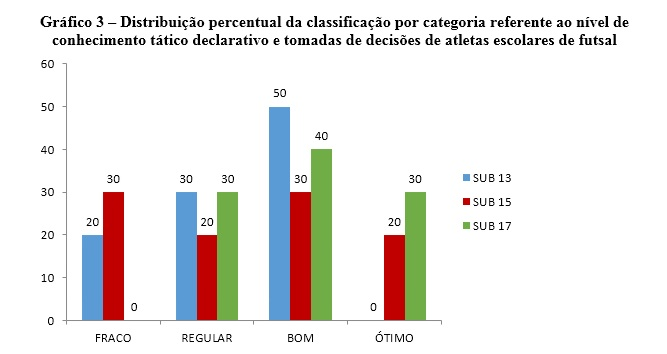 Gráfico 3 – Distribuição percentual da classificação por categoria referente ao nível de
conhecimento tático declarativo e tomadas de decisões de atletas escolares de futsal
60
50
40
30
20
10
0
20
30
0
30
20
30
50
30
40
0
20
30
FRACO
REGULAR
BOM
ÓTIMO
SUB 13
SUB 15
SUB 17